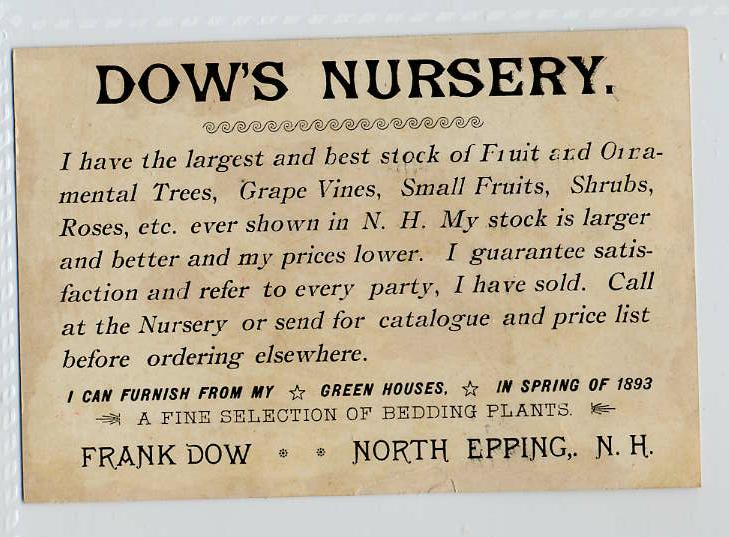 DOW'S NURSERY.
I have the largest and best stock of Fruit and Orna-
mental Trees, Grape Vines, Small Fruits, Shrubs,
Roses, etc. ever shown in N. H. My stock is larger
and better and my prices lower. I guarantee satis-
faction and refer to every party, I have sold. Call
at the Nursery or send for catalogue and price list
before ordering elsewhere.
I CAN FURNISH FROM MY ☆ GREEN HOUSES, ☆ IN SPRING OF 1893
A FINE SELECTION OF BEDDING PLANTS.
FRANK DOW * * NORTH EPPING,. N. H.